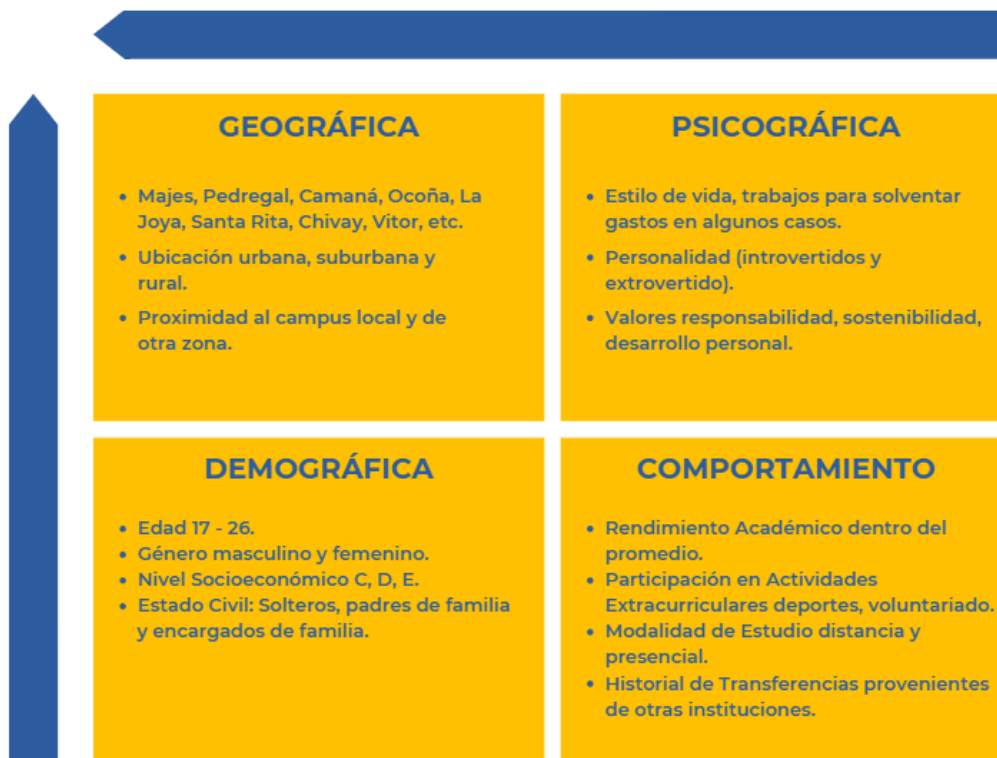 GEOGRÁFICA
• Majes, Pedregal, Camaná, Ocoña, La
Joya, Santa Rita, Chivay, Vitor, etc.
• Ubicación urbana, suburbana y
rural.
• Proximidad al campus local y de
otra zona.
PSICOGRÁFICA
• Estilo de vida, trabajos para solventar
gastos en algunos casos.
• Personalidad (introvertidos y
extrovertido).
• Valores responsabilidad, sostenibilidad,
desarrollo personal.
DEMOGRÁFICA
• Edad 17 - 26.
• Género masculino y femenino.
• Nivel Socioeconómico C, D, E.
• Estado Civil: Solteros, padres de familia
y encargados de familia.
COMPORTAMIENTO
• Rendimiento Académico dentro del
promedio.
• Participación en Actividades
Extracurriculares deportes, voluntariado.
• Modalidad de Estudio distancia y
presencial.
• Historial de Transferencias provenientes
de otras instituciones.